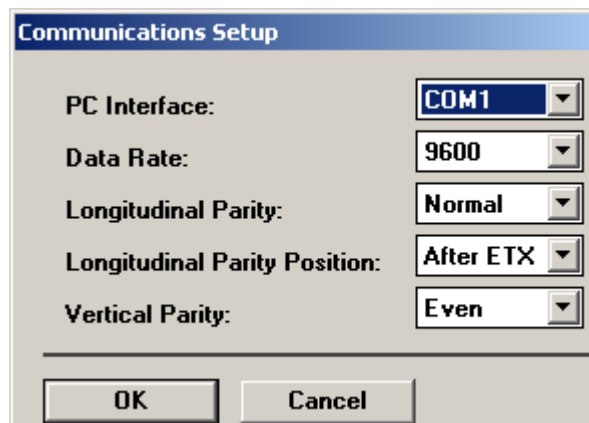 Communications Setup
PC Interface: COM1
Data Rate: 9600
Longitudinal Parity: Normal
Longitudinal Parity Position: After ETX
Vertical Parity: Even
OK Cancel